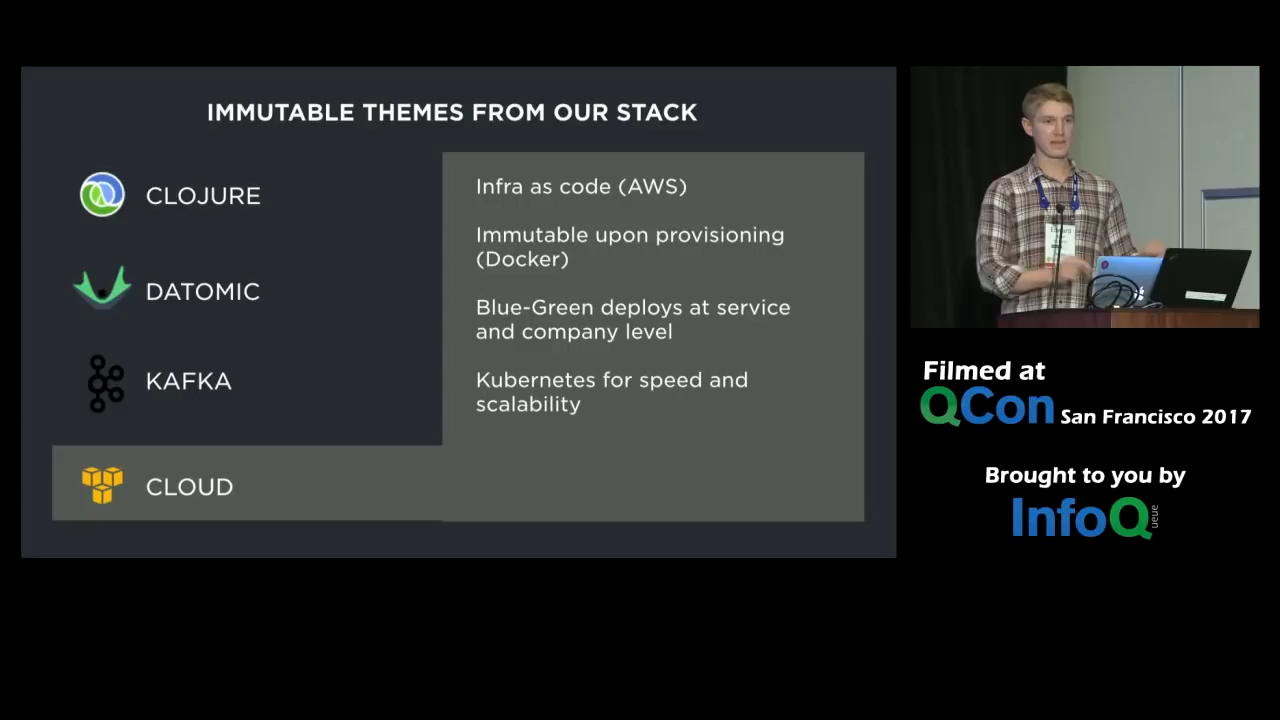 IMMUTABLE THEMES FROM OUR STACK
CLOJURE
DATOMIC
KAFKA
CLOUD
Infra as code (AWS)
Immutable upon provisioning
(Docker)
Blue-Green deploys at service
and company level
Kubernetes for speed and
scalability
Edward
Filmed at
QCon San Francisco 2017
Brought to you by
InfoQ
ueue